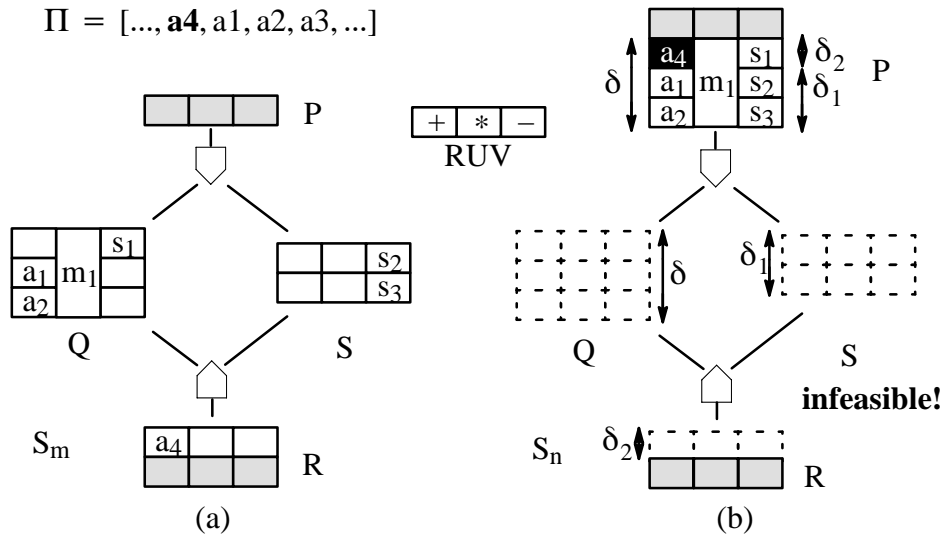 Π = [..., a4, a1, a2, a3, ...]
P
+ * −
RUV
s1
a1 m1
a2
s2
s3
Q
S
Sm
a4
R
(a)
a4 s1
a1 m1 s2
a2 s3
δ
δ2
δ1
P
δ
δ1
Q
S
infeasible!
Sn
δ2
R
(b)